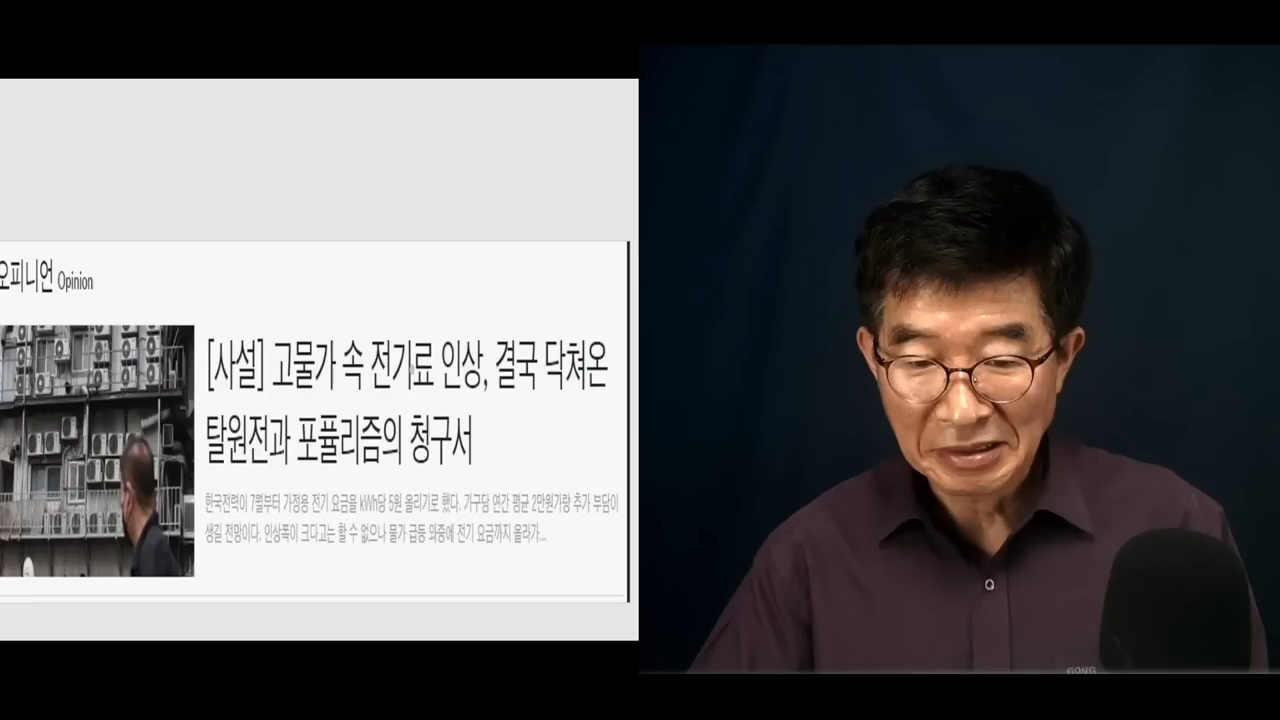 오피니언 Opinion
[사설] 고물가 속 전기료 인상, 결국 닥쳐온
탈원전과 포퓰리즘의 청구서
한국전력이 7월부터 가정용 전기 요금을 kWh당 5원 올리기로 했다. 가구당 연간 평균 2만원가량 추가 부담이
생길 전망이다. 인상폭이 크다고는 할 수 없으나 물가 급등 와중에 전기 요금까지 올라가...
GONG